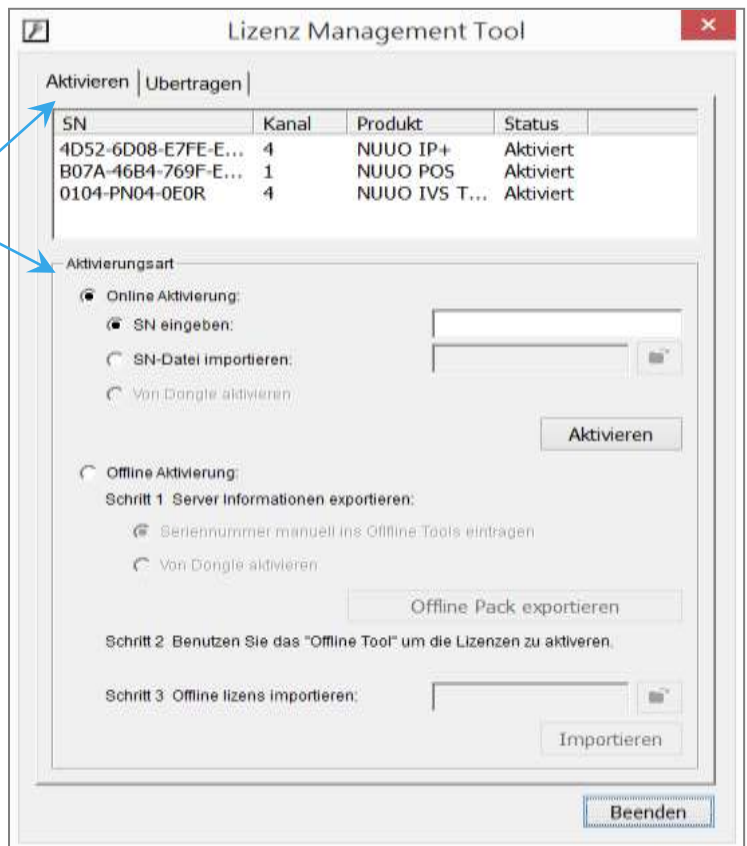 Lizenz Management Tool
Aktivieren Ubertragen
SN Kanal Produkt Status
4D52-6D08-E7FE-E... 4 NUUO IP+ Aktiviert
B07A-46B4-769F-E... 1 NUUO POS Aktiviert
0104-PN04-0E0R 4 NUUO IVS T... Aktiviert
Aktivierungsart
Online Aktivierung:
SN eingeben:
SN-Datei importieren:
Von Dongle aktivieren
Aktivieren
Offline Aktivierung:
Schritt 1 Server Informationen exportieren:
Seriennummer manuell ins Offline Tools eintragen
Von Dongle aktivieren
Offline Pack exportieren
Schritt 2 Benutzen Sie das "Offline Tool" um die Lizenzen zu aktiveren.
Schritt 3 Offline lizens importieren:
Importieren
Beenden